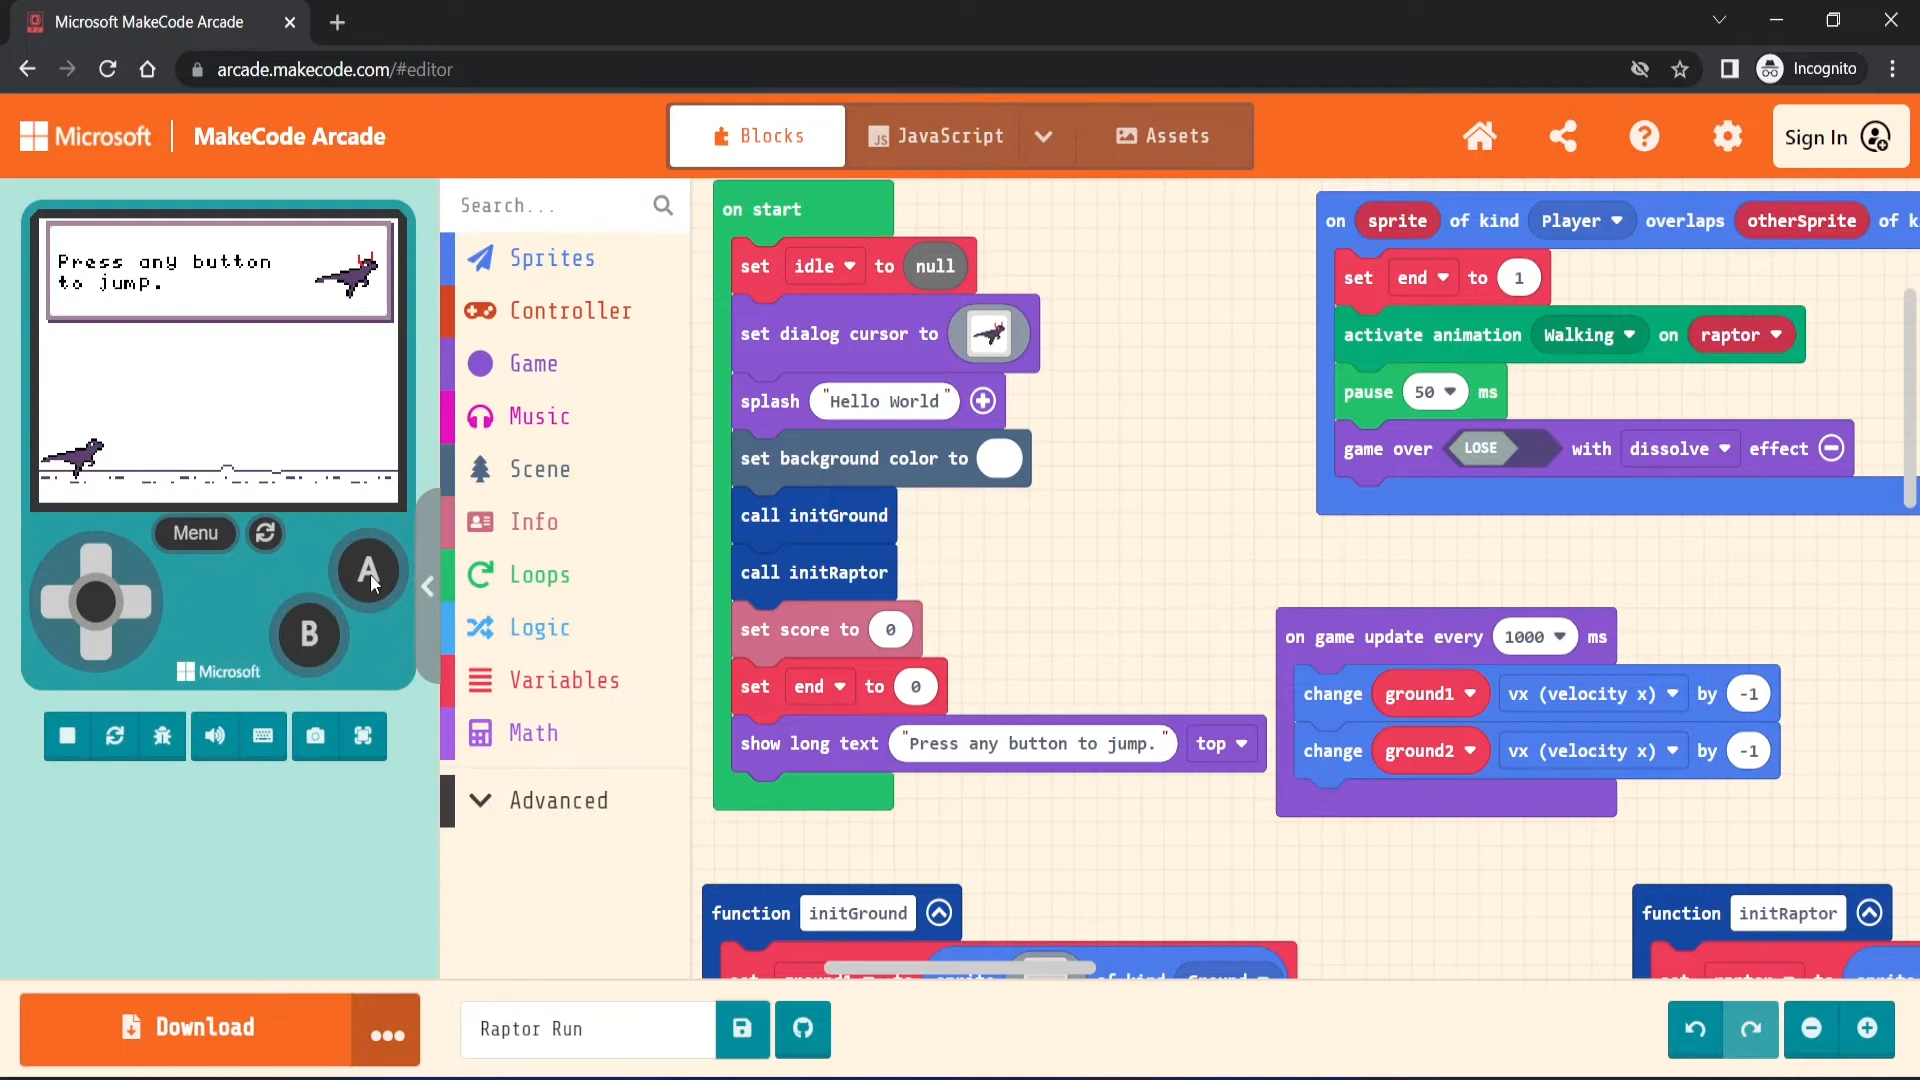 Microsoft MakeCode Arcade
arcade.makecode.com/#editor
Incognito
Microsoft
MakeCode Arcade
Blocks
JS JavaScript
Assets
Sign In
Press any button
to jump.
Menu
A
B
Microsoft
Search...
Sprites
Controller
Game
Music
Scene
Info
Loops
Logic
Variables
Math
Advanced
on start
set idle to null
set dialog cursor to
splash "Hello World"
set background color to
call initGround
call initRaptor
set score to 0
set end to 0
show long text "Press any button to jump." top
on sprite of kind Player overlaps otherSprite of k
set end to 1
activate animation Walking on raptor
pause 50 ms
game over LOSE with dissolve effect
on game update every 1000 ms
change ground1 vx (velocity x) by -1
change ground2 vx (velocity x) by -1
function initGround
function initRaptor
Download
Raptor Run